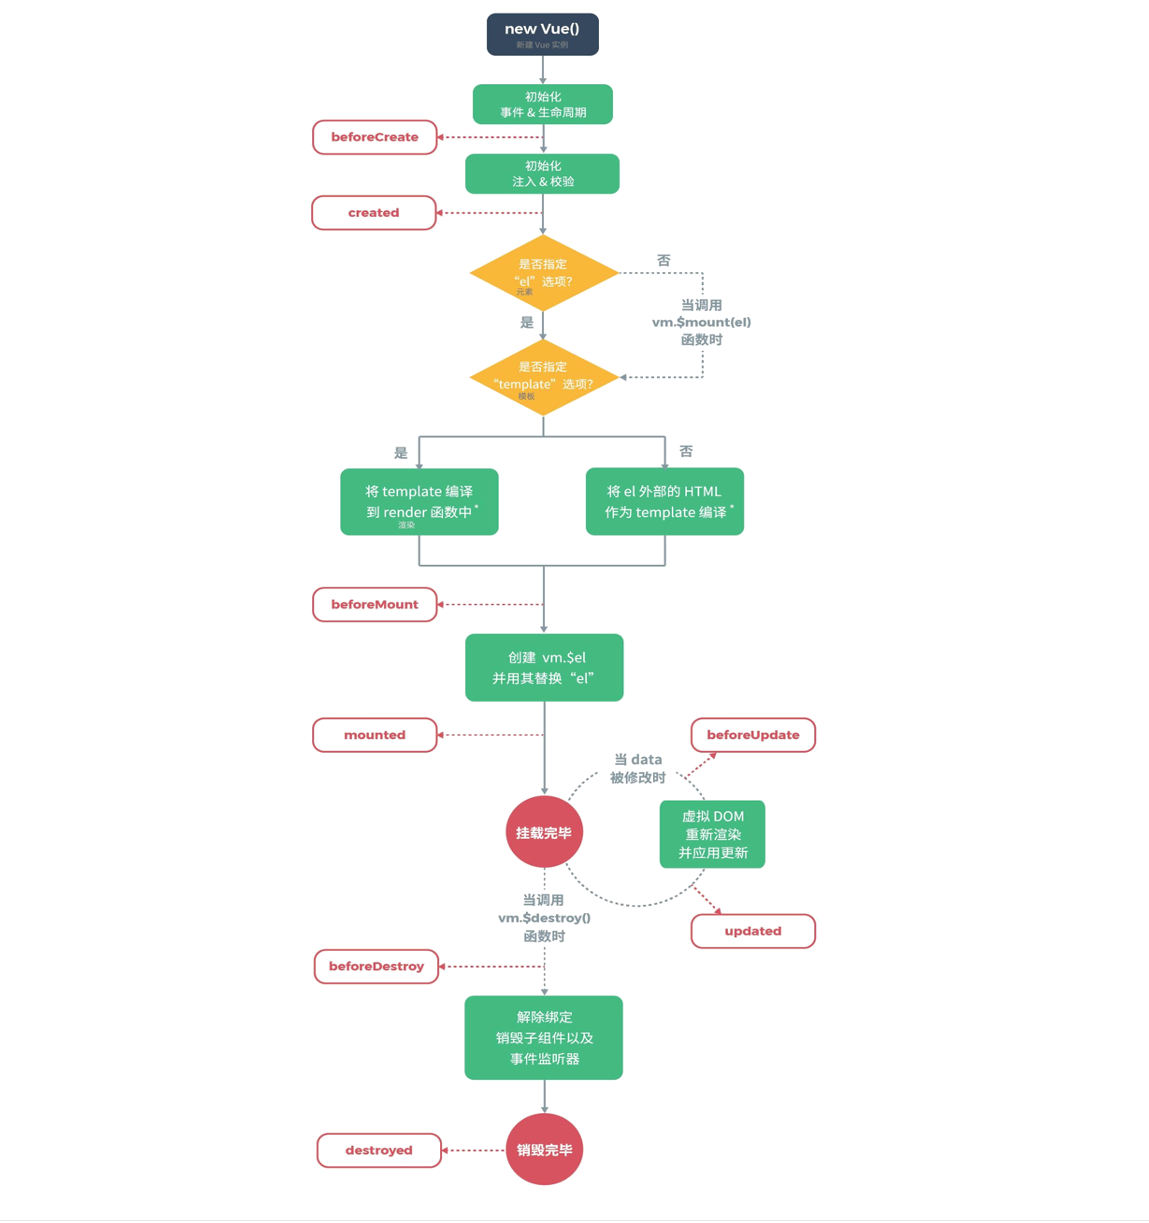 new Vue()
新建 Vue 实例
初始化
事件 & 生命周期
beforeCreate
初始化
注入 & 校验
created
是否指定
“el” 选项?
元素
否
当调用
vm.$mount(el)
函数时
是
是否指定
“template” 选项?
模板
是
否
将 template 编译
到 render 函数中*
渲染
将 el 外部的 HTML
作为 template 编译*
beforeMount
创建 vm.$el
并用其替换“el”
mounted
beforeUpdate
当 data
被修改时
挂载完毕
虚拟 DOM
重新渲染
并应用更新
当调用
vm.$destroy()
函数时
updated
beforeDestroy
解除绑定
销毁子组件以及
事件监听器
destroyed
销毁完毕